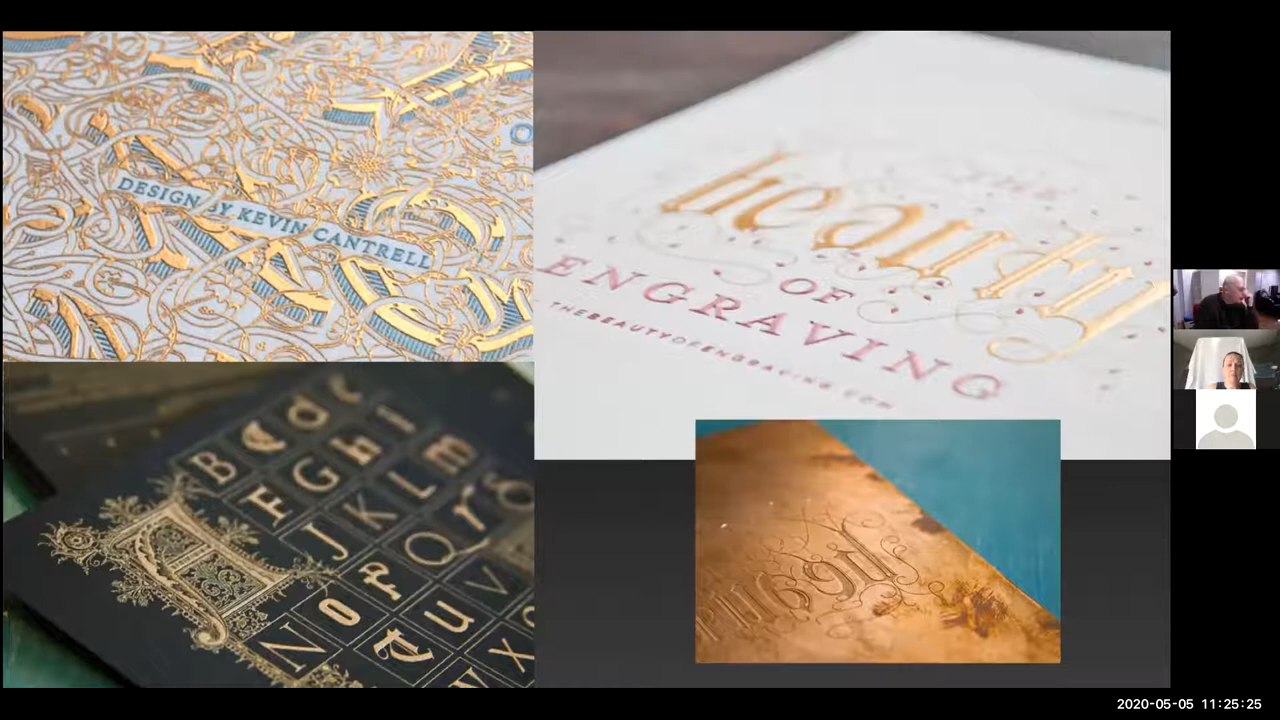 DESIGN BY KEVIN CANTRELL
THE
beauty
OF
ENGRAVING
THEBEAUTYOFENGRAVING.COM
B C d
F G h I
J K L m
N O P Q r S
t u v
x
2020-05-05 11:25:25